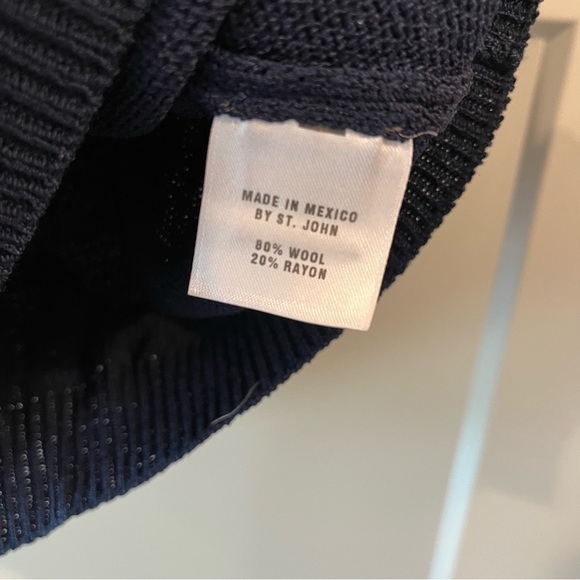 MADE IN MEXICO
BY ST. JOHN
80% WOOL
20% RAYON